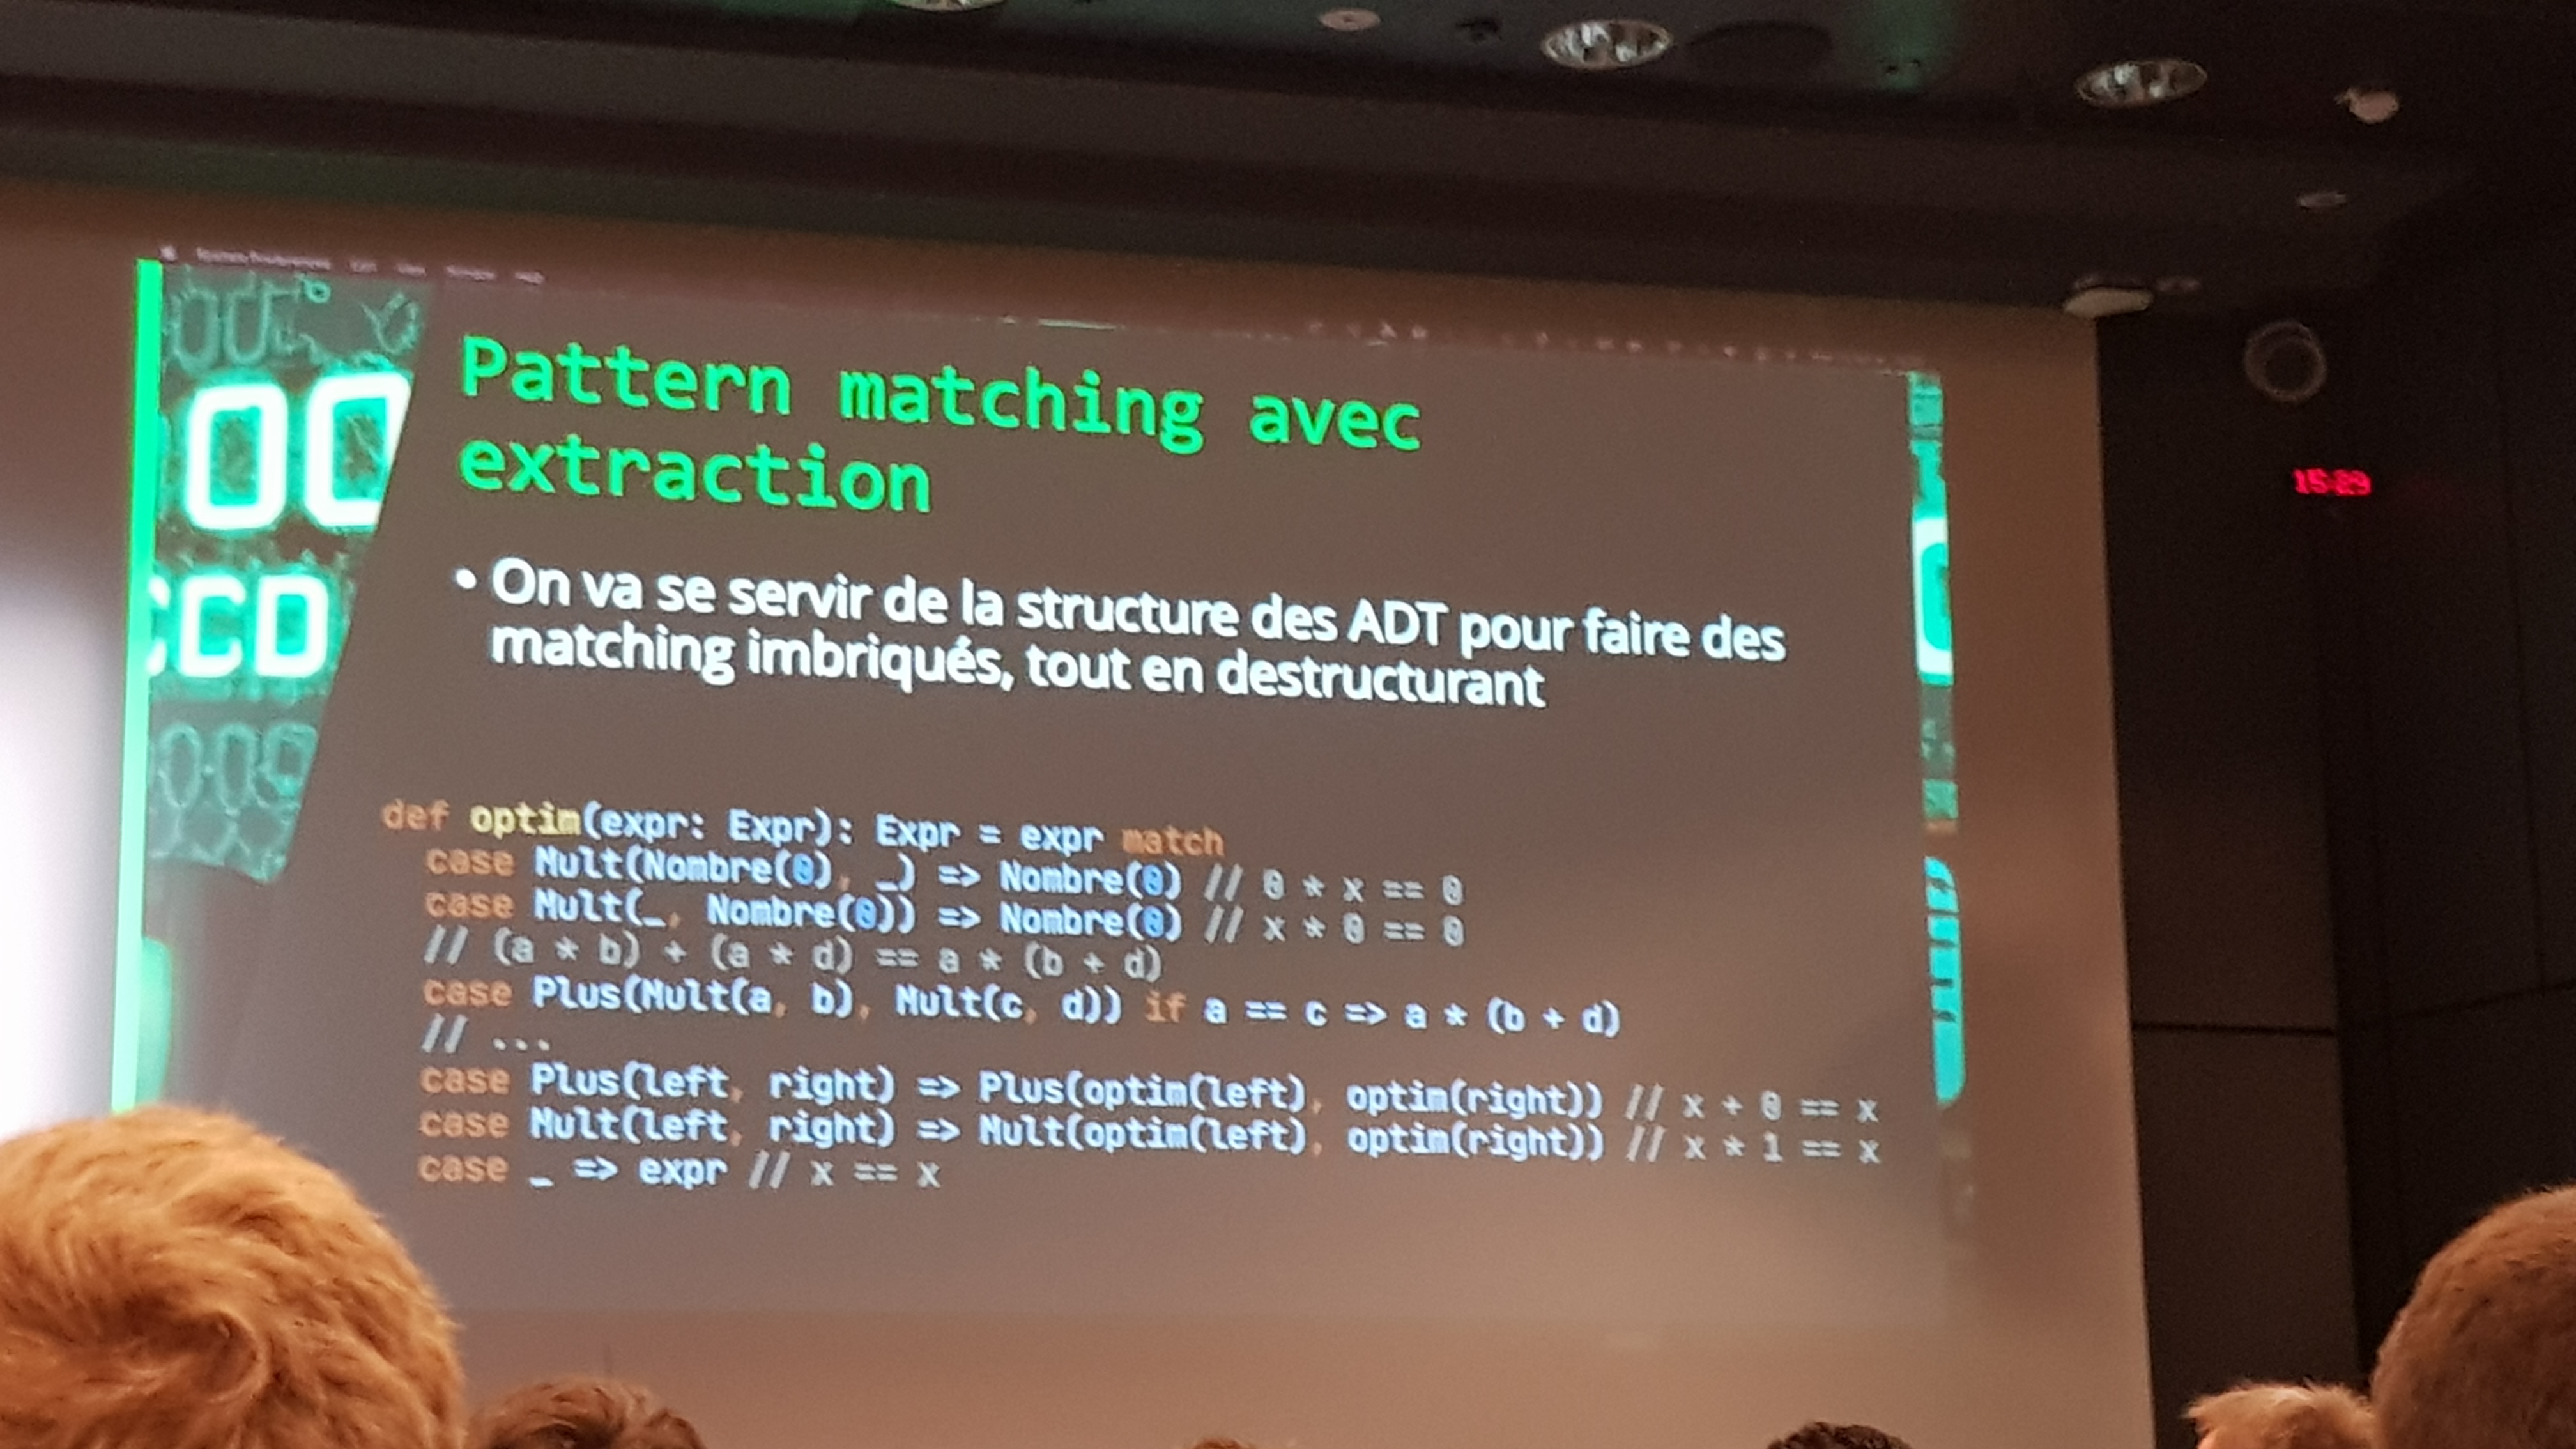 Pattern matching avec
extraction
• On va se servir de la structure des ADT pour faire des
matching imbriqués, tout en destructurant
def optim(expr: Expr): Expr = expr match
case Mult(Nombre(0), _) => Nombre(0) // 0 * x == 0
case Mult(_, Nombre(0)) => Nombre(0) // x * 0 == 0
// (a * b) + (a * d) == a * (b + d)
case Plus(Mult(a, b), Mult(c, d)) if a == c => a * (b + d)
// ...
case Plus(left, right) => Plus(optim(left), optim(right)) // x + 0 == x
case Mult(left, right) => Mult(optim(left), optim(right)) // x * 1 == x
case _ => expr // x == x
15:29